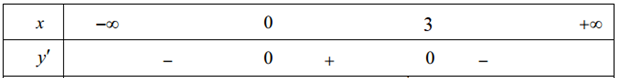 x −∞ 0 3 +∞
y′ − 0 + 0 −